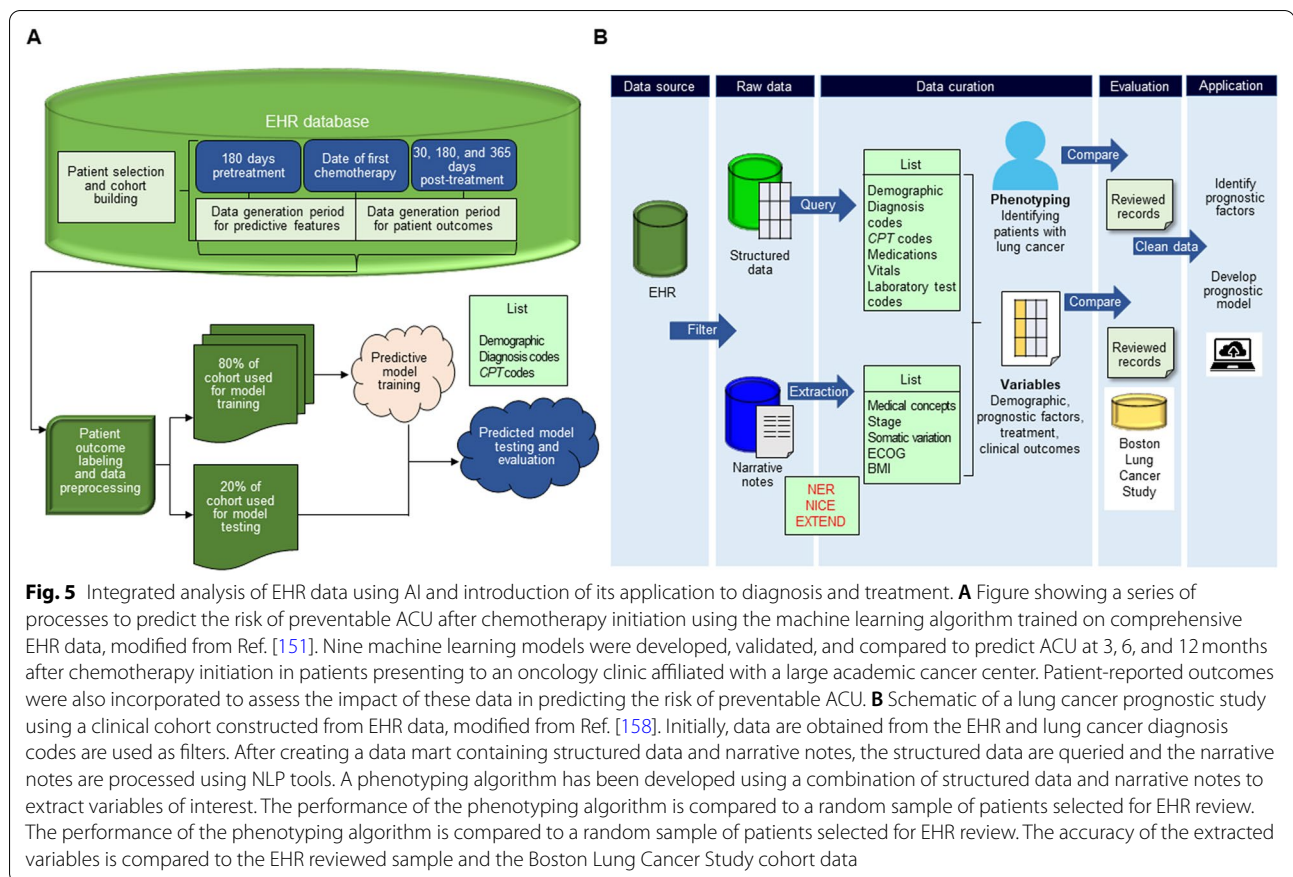 A
EHR database
Patient selection
and cohort
building
180 days
pretreatment
Date of first
chemotherapy
30, 180, and 365
days
post-treatment
Data generation period
for predictive features
Data generation period
for patient outcomes
Patient
outcome
labeling
and data
preprocessing
80% of
cohort used
for model
training
20% of
cohort used
for model
testing
Predictive
model
training
List
Demographic
Diagnosis codes
CPT codes
Predicted model
testing and
evaluation
B
Data source
Raw data
Data curation
Evaluation
Application
EHR
Filter
Structured
data
Query
List
Demographic
Diagnosis
codes
CPT codes
Medications
Vitals
Laboratory test
codes
Narrative
notes
Extraction
NER
NICE
EXTEND
List
Medical concepts
Stage
Somatic variation
ECOG
BMI
Phenotyping
Identifying
patients with
lung cancer
Compare
Variables
Demographic,
prognostic factors,
treatment,
clinical outcomes
Compare
Reviewed
records
Clean data
Reviewed
records
Boston
Lung
Cancer
Study
Identify
prognostic
factors
Develop
prognostic
model
Fig. 5 Integrated analysis of EHR data using AI and introduction of its application to diagnosis and treatment. A Figure showing a series of
processes to predict the risk of preventable ACU after chemotherapy initiation using the machine learning algorithm trained on comprehensive
EHR data, modified from Ref. [151]. Nine machine learning models were developed, validated, and compared to predict ACU at 3, 6, and 12 months
after chemotherapy initiation in patients presenting to an oncology clinic affiliated with a large academic cancer center. Patient-reported outcomes
were also incorporated to assess the impact of these data in predicting the risk of preventable ACU. B Schematic of a lung cancer prognostic study
using a clinical cohort constructed from EHR data, modified from Ref. [158]. Initially, data are obtained from the EHR and lung cancer diagnosis
codes are used as filters. After creating a data mart containing structured data and narrative notes, the structured data are queried and the narrative
notes are processed using NLP tools. A phenotyping algorithm has been developed using a combination of structured data and narrative notes to
extract variables of interest. The performance of the phenotyping algorithm is compared to a random sample of patients selected for EHR review.
The performance of the phenotyping algorithm is compared to a random sample of patients selected for EHR review. The accuracy of the extracted
variables is compared to the EHR reviewed sample and the Boston Lung Cancer Study cohort data